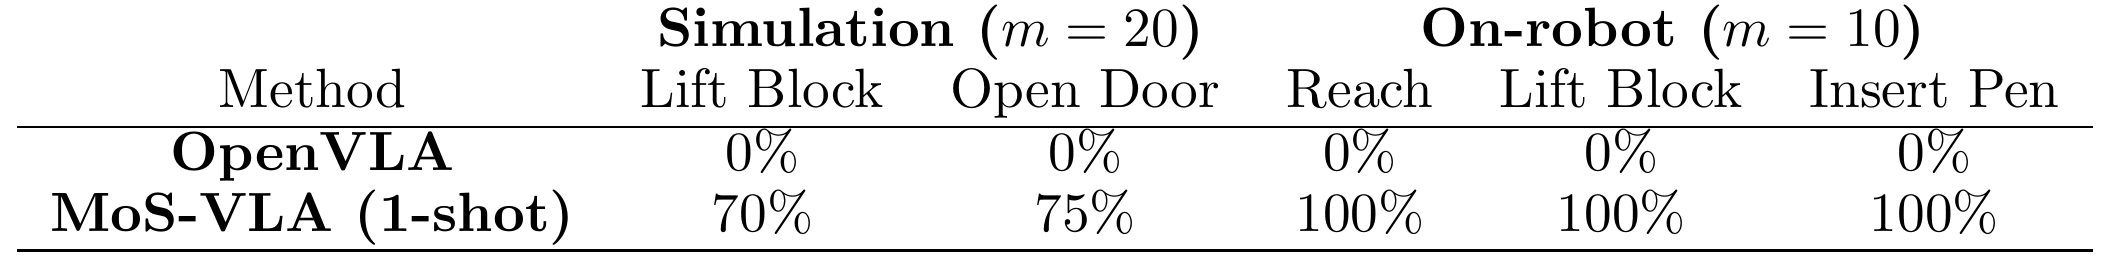 Simulation (m = 20) On-robot (m = 10)
Method Lift Block Open Door Reach Lift Block Insert Pen
OpenVLA 0% 0% 0% 0% 0%
MoS-VLA (1-shot) 70% 75% 100% 100% 100%